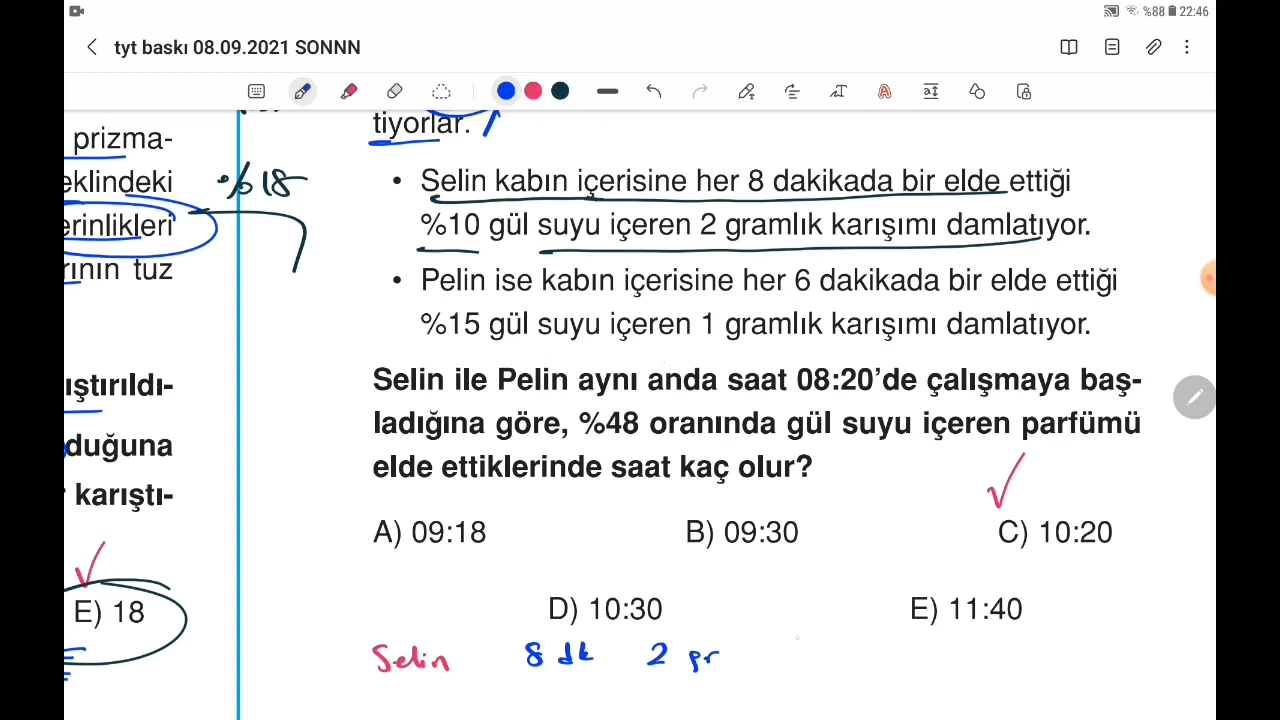 %88 22:46
tyt baskı 08.09.2021 SONNN
prizma-
eklindeki
erinlikleri
rının tuz
ıştırıldı-
duğuna
karıştı-
E) 18
%18
tiyorlar.
• Selin kabın içerisine her 8 dakikada bir elde ettiği
%10 gül suyu içeren 2 gramlık karışımı damlatıyor.
• Pelin ise kabın içerisine her 6 dakikada bir elde ettiği
%15 gül suyu içeren 1 gramlık karışımı damlatıyor.
Selin ile Pelin aynı anda saat 08:20’de çalışmaya baş-
ladığına göre, %48 oranında gül suyu içeren parfümü
elde ettiklerinde saat kaç olur?
A) 09:18 B) 09:30 C) 10:20
D) 10:30 E) 11:40
Selin 8 dk 2 gr